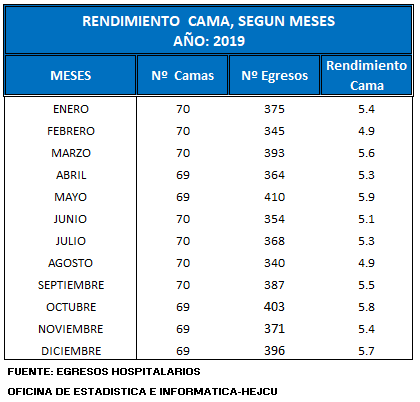 RENDIMIENTO CAMA, SEGUN MESES
AÑO: 2019
MESES Nº Camas Nº Egresos Rendimiento Cama
ENERO 70 375 5.4
FEBRERO 70 345 4.9
MARZO 70 393 5.6
ABRIL 69 364 5.3
MAYO 69 410 5.9
JUNIO 70 354 5.1
JULIO 70 368 5.3
AGOSTO 70 340 4.9
SEPTIEMBRE 70 387 5.5
OCTUBRE 69 403 5.8
NOVIEMBRE 69 371 5.4
DICIEMBRE 69 396 5.7
FUENTE: EGRESOS HOSPITALARIOS
OFICINA DE ESTADISTICA E INFORMATICA-HEJCU